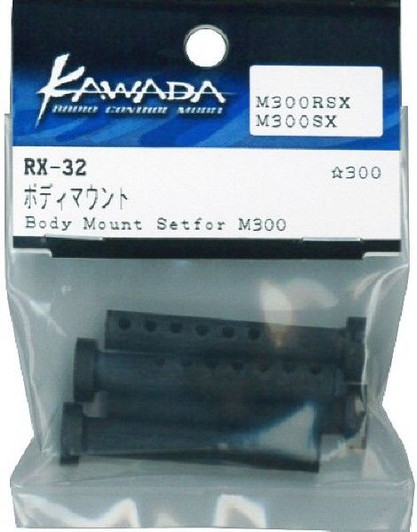 KAWADA
RADIO CONTROL MODEL
M300RSX
M300SX
RX-32
☆300
ボディマウント
Body Mount Setfor M300